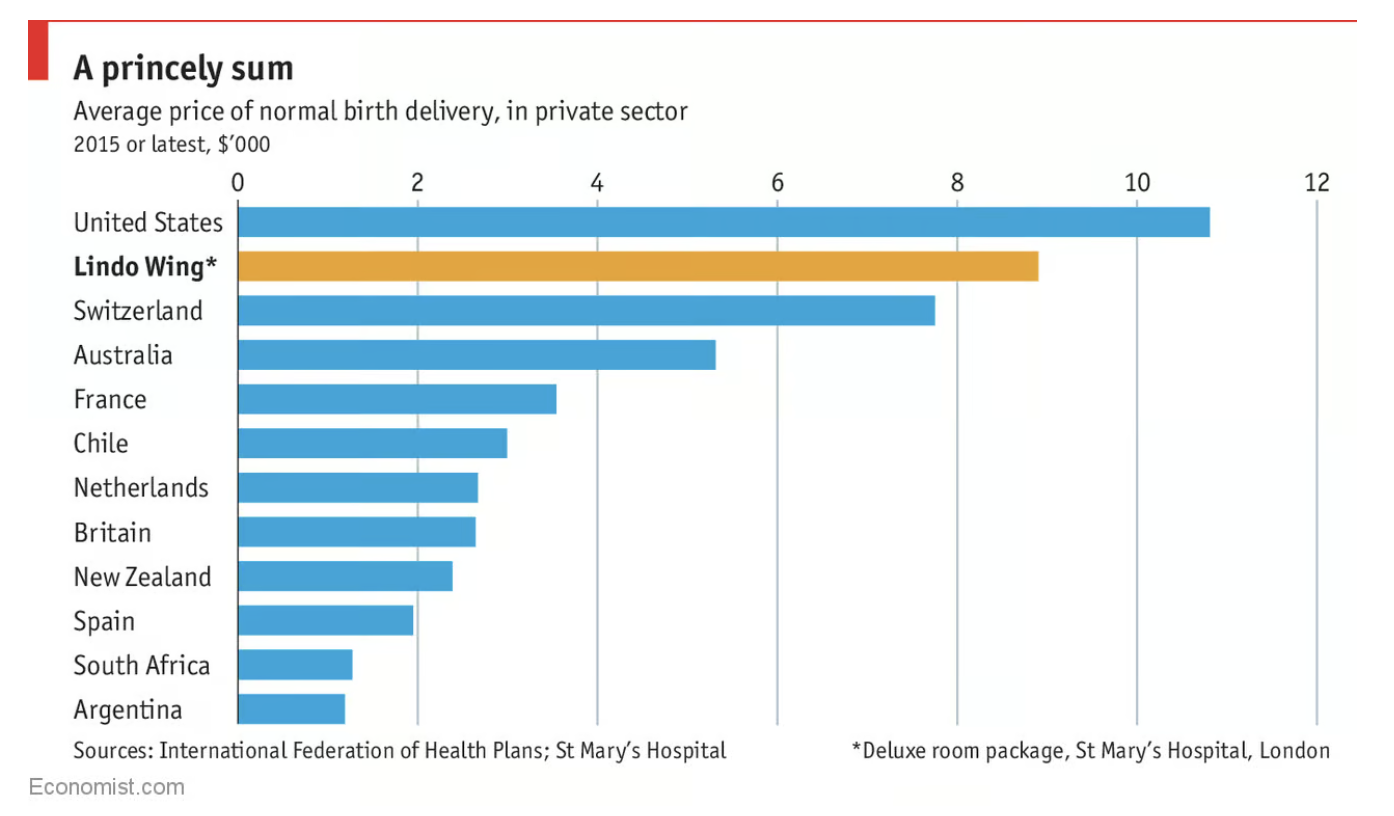 A princely sum
Average price of normal birth delivery, in private sector
2015 or latest, $’000
0 2 4 6 8 10 12
United States
Lindo Wing*
Switzerland
Australia
France
Chile
Netherlands
Britain
New Zealand
Spain
South Africa
Argentina
Sources: International Federation of Health Plans; St Mary’s Hospital *Deluxe room package, St Mary’s Hospital, London
Economist.com